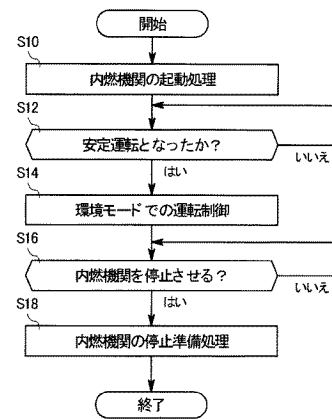 開始
S10
内燃機関の起動処理
S12
安定運転となったか?
いいえ
はい
S14
環境モードでの運転制御
S16
内燃機関を停止させる?
いいえ
はい
S18
内燃機関の停止準備処理
終了